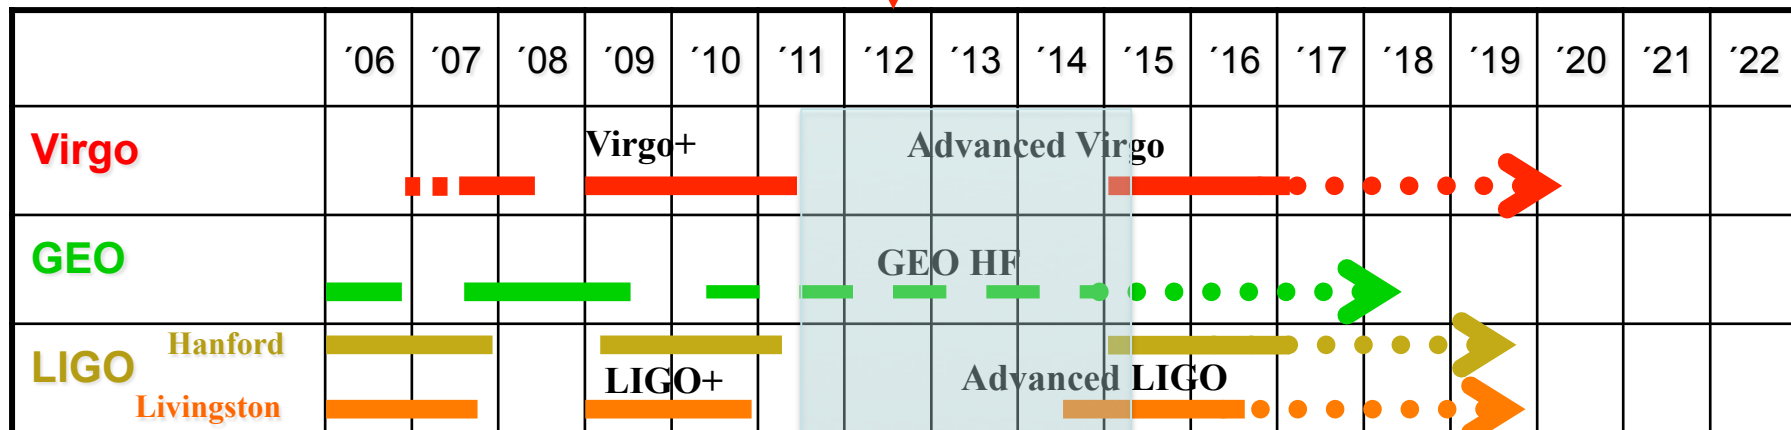 ´06 ´07 ´08 ´09 ´10 ´11 ´12 ´13 ´14 ´15 ´16 ´17 ´18 ´19 ´20 ´21 ´22
Virgo Virgo+ Advanced Virgo
GEO GEO HF
Hanford
LIGO LIGO+ Advanced LIGO
Livingston